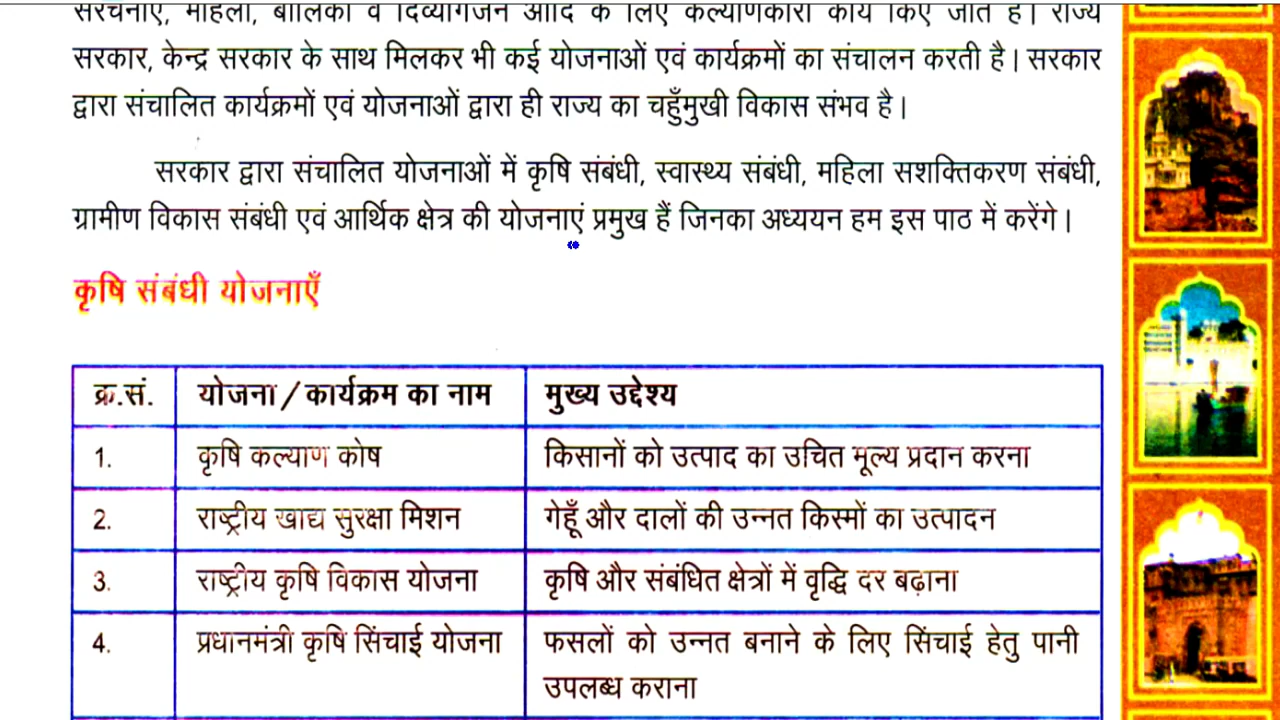 संरचनाएं, महिला, बालिका व दिव्यांगजन आदि के लिए कल्याणकारी कार्य किए जाते हैं। राज्य
सरकार, केन्द्र सरकार के साथ मिलकर भी कई योजनाओं एवं कार्यक्रमों का संचालन करती है। सरकार
द्वारा संचालित कार्यक्रमों एवं योजनाओं द्वारा ही राज्य का चहुँमुखी विकास संभव है।
सरकार द्वारा संचालित योजनाओं में कृषि संबंधी, स्वास्थ्य संबंधी, महिला सशक्तिकरण संबंधी,
ग्रामीण विकास संबंधी एवं आर्थिक क्षेत्र की योजनाएं प्रमुख हैं जिनका अध्ययन हम इस पाठ में करेंगे।
कृषि संबंधी योजनाएँ
क्र.सं. योजना / कार्यक्रम का नाम मुख्य उद्देश्य
1. कृषि कल्याण कोष किसानों को उत्पाद का उचित मूल्य प्रदान करना
2. राष्ट्रीय खाद्य सुरक्षा मिशन गेहूँ और दालों की उन्नत किस्मों का उत्पादन
3. राष्ट्रीय कृषि विकास योजना कृषि और संबंधित क्षेत्रों में वृद्धि दर बढ़ाना
4. प्रधानमंत्री कृषि सिंचाई योजना फसलों को उन्नत बनाने के लिए सिंचाई हेतु पानी
उपलब्ध कराना